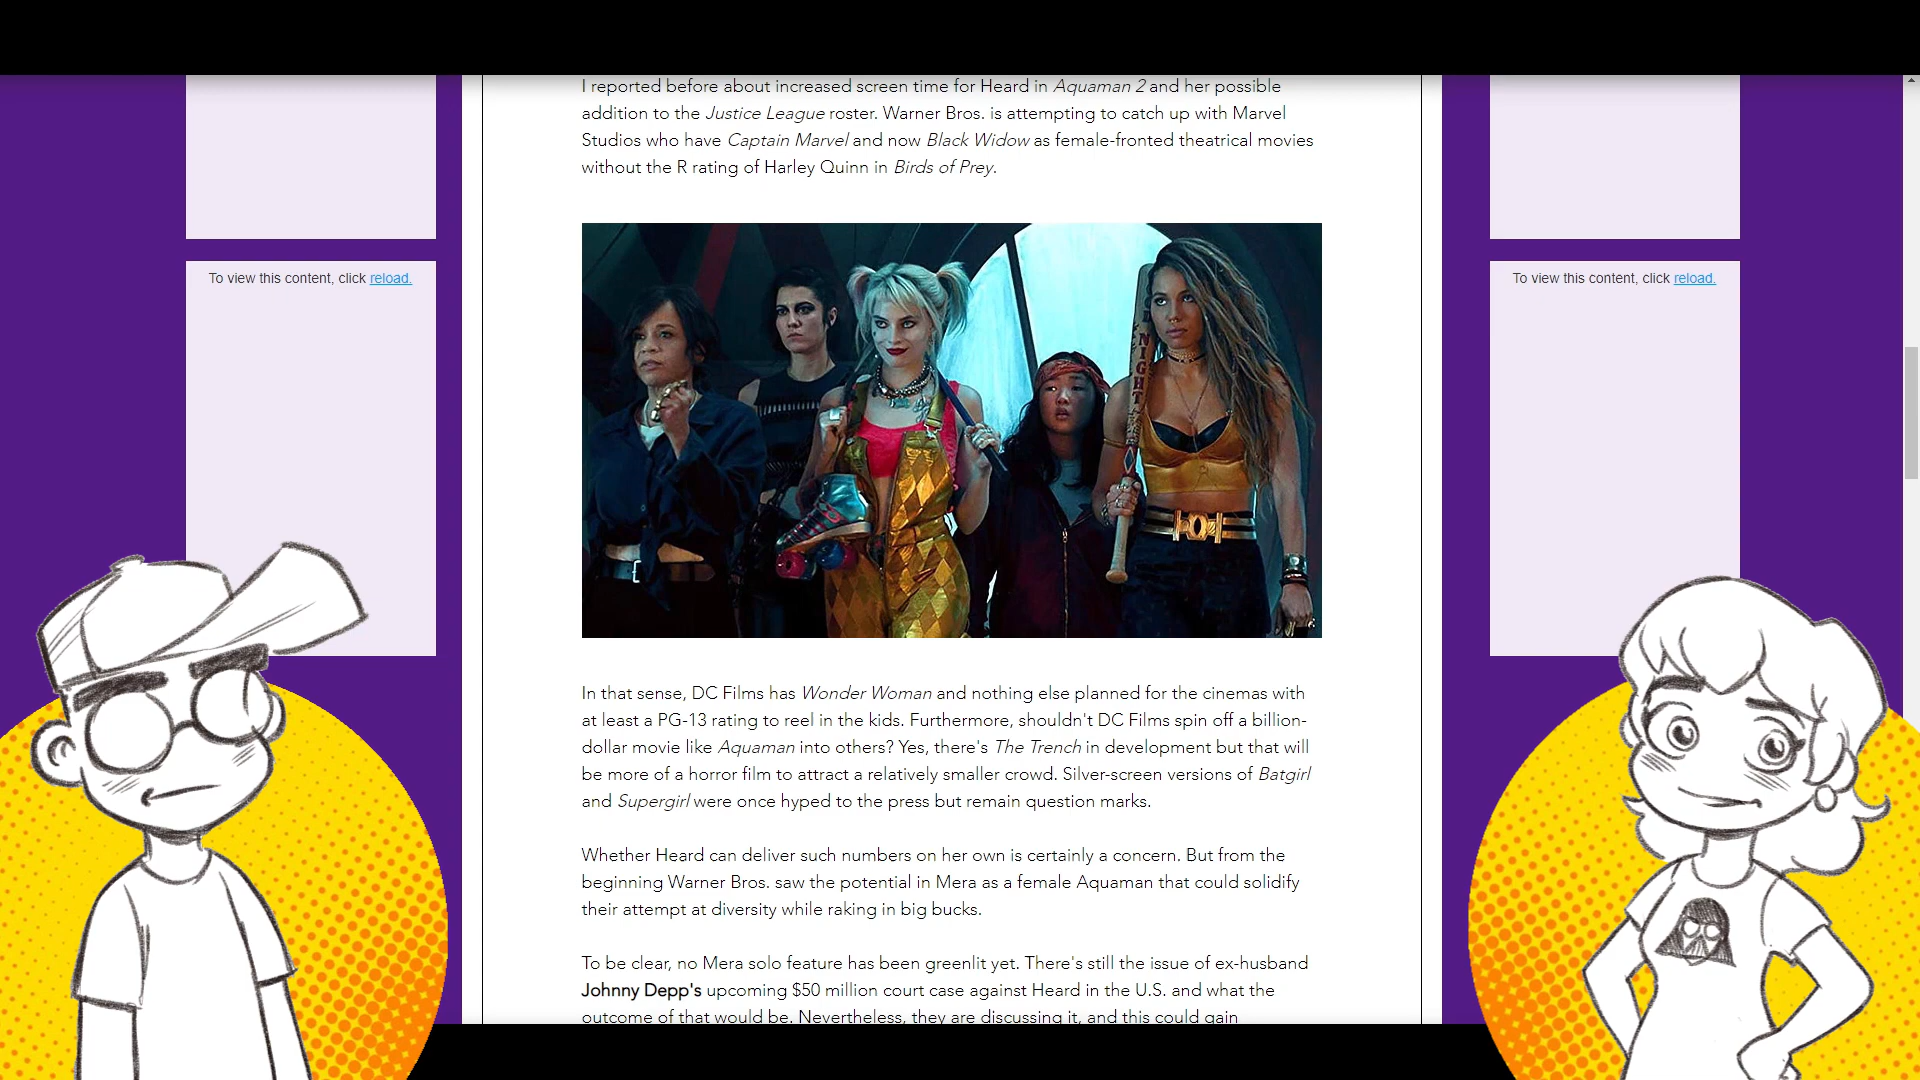 I reported before about increased screen time for Heard in Aquaman 2 and her possible
addition to the Justice League roster. Warner Bros. is attempting to catch up with Marvel
Studios who have Captain Marvel and now Black Widow as female-fronted theatrical movies
without the R rating of Harley Quinn in Birds of Prey.
To view this content, click reload.
To view this content, click reload.
NIGHT
In that sense, DC Films has Wonder Woman and nothing else planned for the cinemas with
at least a PG-13 rating to reel in the kids. Furthermore, shouldn't DC Films spin off a billion-
dollar movie like Aquaman into others? Yes, there's The Trench in development but that will
be more of a horror film to attract a relatively smaller crowd. Silver-screen versions of Batgirl
and Supergirl were once hyped to the press but remain question marks.
Whether Heard can deliver such numbers on her own is certainly a concern. But from the
beginning Warner Bros. saw the potential in Mera as a female Aquaman that could solidify
their attempt at diversity while raking in big bucks.
To be clear, no Mera solo feature has been greenlit yet. There's still the issue of ex-husband
Johnny Depp's upcoming $50 million court case against Heard in the U.S. and what the
outcome of that would be. Nevertheless, they are discussing it, and this could gain